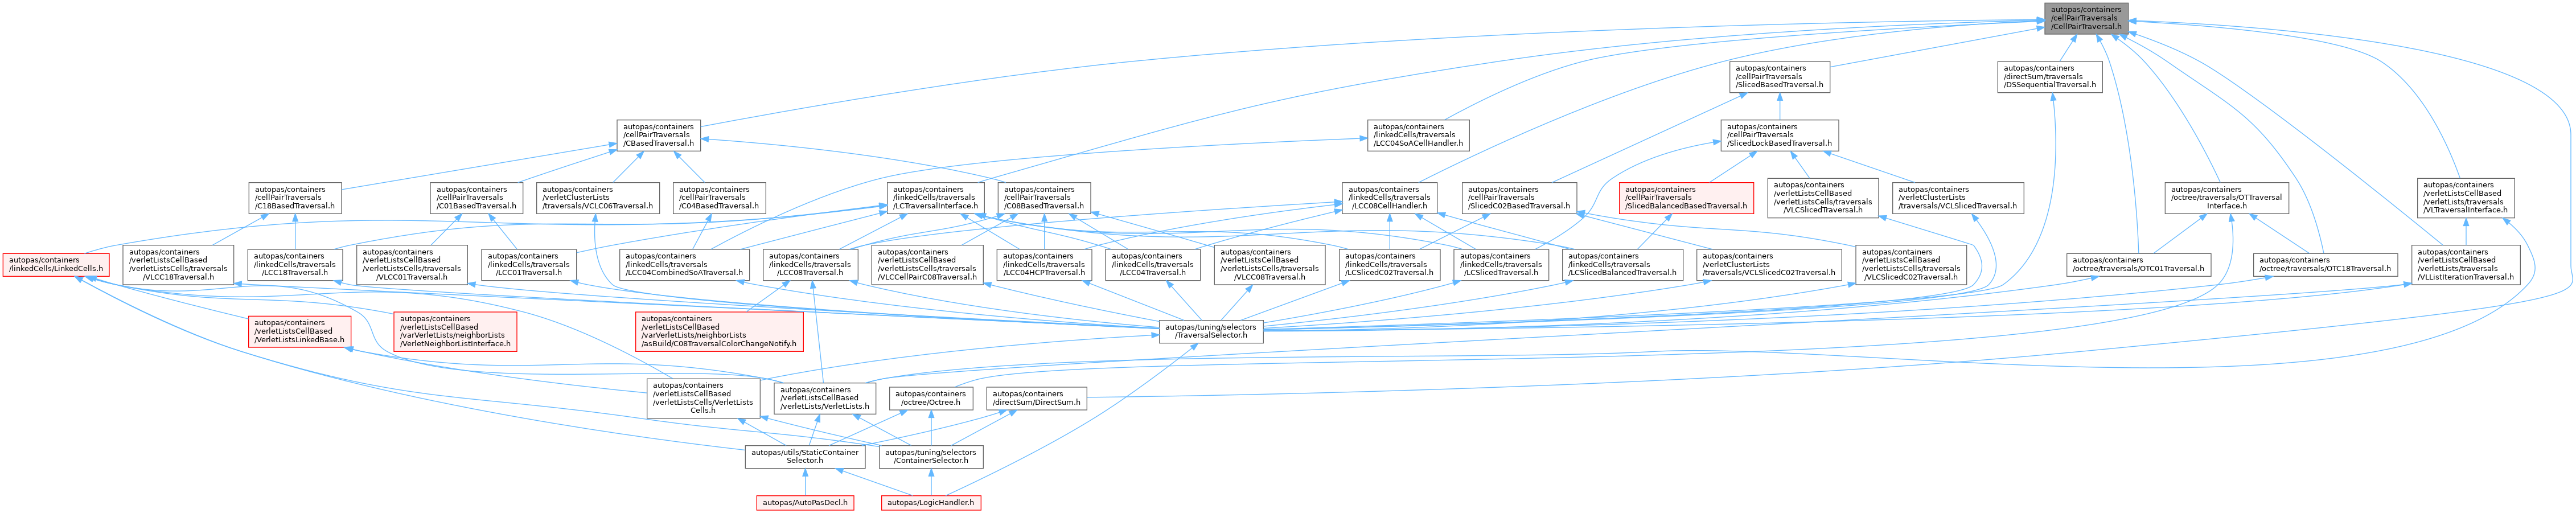 autopas/containers
/cellPairTraversals
/CellPairTraversal.h
autopas/containers
/cellPairTraversals
/SlicedBasedTraversal.h
autopas/containers
/directSum/traversals
/DSSequentialTraversal.h
autopas/containers
/cellPairTraversals
/CBasedTraversal.h
autopas/containers
/linkedCells/traversals
/LCC04SoACellHandler.h
autopas/containers
/cellPairTraversals
/SlicedLockBasedTraversal.h
autopas/containers
/cellPairTraversals
/C18BasedTraversal.h
autopas/containers
/cellPairTraversals
/C01BasedTraversal.h
autopas/containers
/verletClusterLists
/traversals/VCLC06Traversal.h
autopas/containers
/cellPairTraversals
/C04BasedTraversal.h
autopas/containers
/linkedCells/traversals
/LCTraversalInterface.h
autopas/containers
/cellPairTraversals
/C08BasedTraversal.h
autopas/containers
/linkedCells/traversals
/LCC08CellHandler.h
autopas/containers
/cellPairTraversals
/SlicedC02BasedTraversal.h
autopas/containers
/cellPairTraversals
/SlicedBalancedBasedTraversal.h
autopas/containers
/verletListsCellBased
/verletListsCells/traversals
/VLCSlicedTraversal.h
autopas/containers
/verletClusterLists
/traversals/VCLSlicedTraversal.h
autopas/containers
/octree/traversals/OTTraversal
Interface.h
autopas/containers
/verletListsCellBased
/verletLists/traversals
/VLTraversalInterface.h
autopas/containers
/linkedCells/LinkedCells.h
autopas/containers
/verletListsCellBased
/verletListsCells/traversals
/VLCC18Traversal.h
autopas/containers
/linkedCells/traversals
/LCC18Traversal.h
autopas/containers
/verletListsCellBased
/verletListsCells/traversals
/VLCC01Traversal.h
autopas/containers
/linkedCells/traversals
/LCC01Traversal.h
autopas/containers
/linkedCells/traversals
/LCC04CombinedSoATraversal.h
autopas/containers
/linkedCells/traversals
/LCC08Traversal.h
autopas/containers
/verletListsCellBased
/verletListsCells/traversals
/VLCCellPairC08Traversal.h
autopas/containers
/linkedCells/traversals
/LCC04HCPTraversal.h
autopas/containers
/linkedCells/traversals
/LCC04Traversal.h
autopas/containers
/verletListsCellBased
/verletListsCells/traversals
/VLCC08Traversal.h
autopas/containers
/linkedCells/traversals
/LCSlicedC02Traversal.h
autopas/containers
/linkedCells/traversals
/LCSlicedTraversal.h
autopas/containers
/linkedCells/traversals
/LCSlicedBalancedTraversal.h
autopas/containers
/verletClusterLists
/traversals/VCLSlicedC02Traversal.h
autopas/containers
/verletListsCellBased
/verletListsCells/traversals
/VLCSlicedC02Traversal.h
autopas/containers
/octree/traversals/OTC01Traversal.h
autopas/containers
/octree/traversals/OTC18Traversal.h
autopas/containers
/verletListsCellBased
/verletLists/traversals
/VLListIterationTraversal.h
autopas/containers
/verletListsCellBased
/VerletListsLinkedBase.h
autopas/containers
/verletListsCellBased
/varVerletLists/neighborLists
/VerletNeighborListInterface.h
autopas/containers
/verletListsCellBased
/varVerletLists/neighborLists
/asBuild/C08TraversalColorChangeNotify.h
autopas/tuning/selectors
/TraversalSelector.h
autopas/containers
/verletListsCellBased
/verletListsCells/VerletLists
Cells.h
autopas/containers
/verletListsCellBased
/verletLists/VerletLists.h
autopas/containers
/octree/Octree.h
autopas/containers
/directSum/DirectSum.h
autopas/utils/StaticContainer
Selector.h
autopas/tuning/selectors
/ContainerSelector.h
autopas/AutoPasDecl.h
autopas/LogicHandler.h